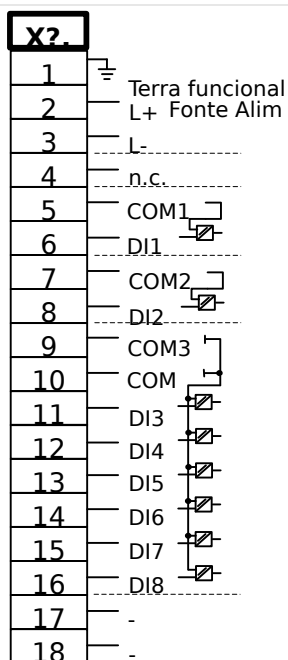 X?.
1
Terra funcional
2 L+ Fonte Alim
3 L-
4 n.c.
5 COM1
6 DI1
7 COM2
8 DI2
9 COM3
10 COM
11 DI3
12 DI4
13 DI5
14 DI6
15 DI7
16 DI8
17 -
18 -